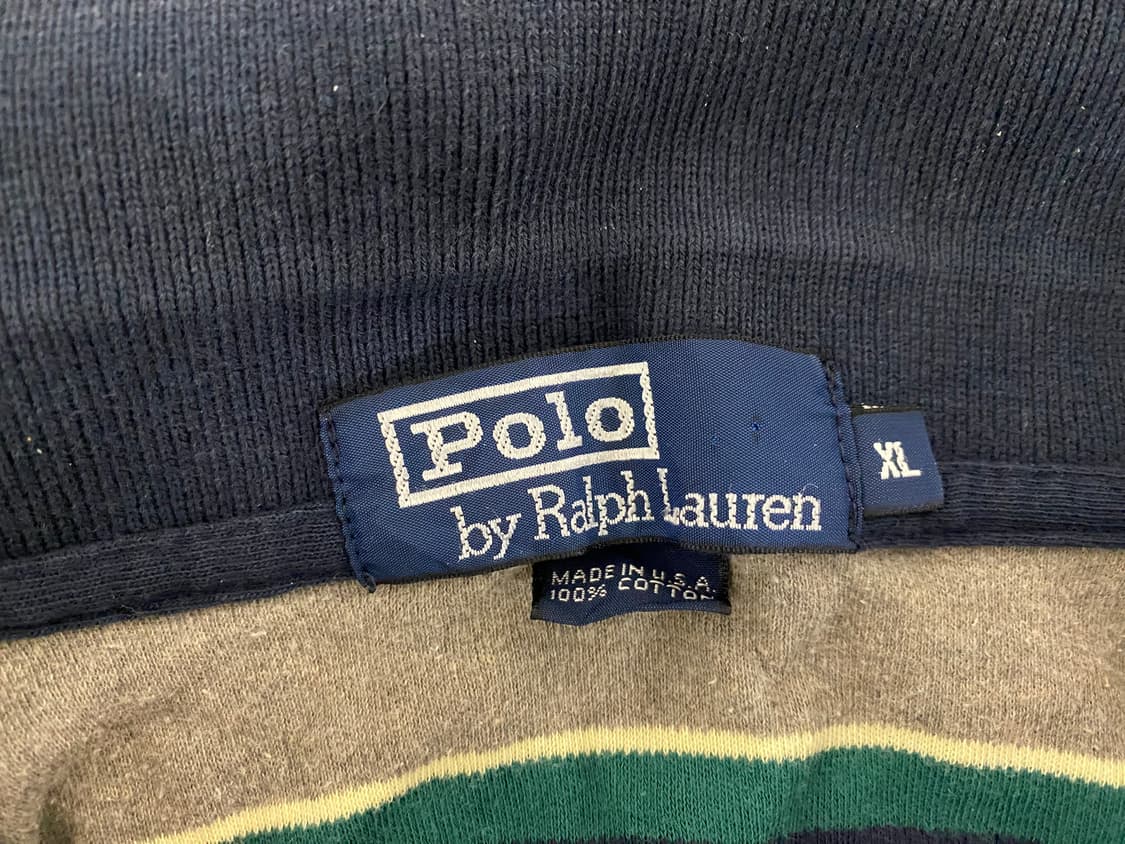 Polo
by Ralph Lauren
XL
MADE IN U.S.A.
100% COTTON